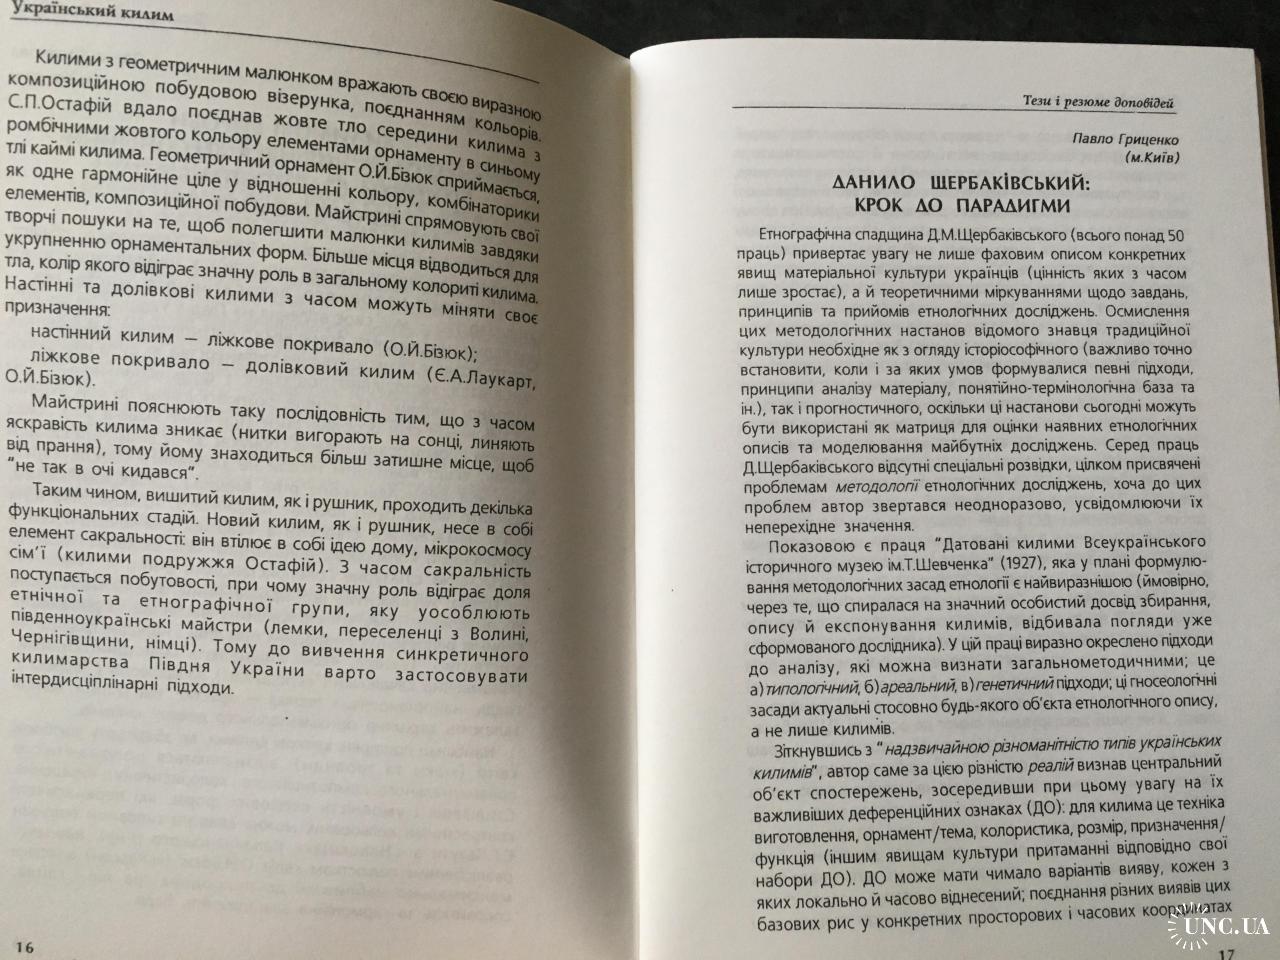 Український килим
Килими з геометричним малюнком вражають своєю виразною
композиційною побудовою візерунка, поєднанням кольорів.
С.П.Остафій вдало поєднав жовте тло середини килима з
ромбічними жовтого кольору елементами орнаменту в синьому
тлі каймі килима. Геометричний орнамент О.Й.Бізюк сприймається,
як одне гармонійне ціле у відношенні кольору, комбінаторики
елементів, композиційної побудови. Майстрині спрямовують свої
творчі пошуки на те, щоб полегшити малюнки килимів завдяки
укрупненню орнаментальних форм. Більше місця відводиться для
тла, колір якого відіграє значну роль в загальному колориті килима.
Настінні та долівкові килими з часом можуть міняти своє
призначення:
настінний килим — ліжкове покривало (О.Й.Бізюк);
ліжкове покривало — долівковий килим (Є.А.Лаукарт,
О.Й.Бізюк).
Майстрині пояснюють таку послідовність тим, що з часом
яскравість килима зникає (нитки вигорають на сонці, линяють
від прання), тому йому знаходиться більш затишне місце, щоб
"не так в очі кидався".
Таким чином, вишитий килим, як і рушник, проходить декілька
функціональних стадій. Новий килим, як і рушник, несе в собі
елемент сакральності: він втілює в собі ідею дому, мікрокосмосу
сім'ї (килими подружжя Остафій). З часом сакральність
поступається побутовості, при чому значну роль відіграє доля
етнічної та етнографічної групи, яку уособлюють
південноукраїнські майстри (лемки, переселенці з Волині,
Чернігівщини, німці). Тому до вивчення синкретичного
килимарства Півдня України варто застосовувати
інтердисціплінарні підходи.
16
Тези і резюме доповідей
Павло Гриценко
(м.Київ)
ДАНИЛО ЩЕРБАКІВСЬКИЙ:
КРОК ДО ПАРАДИГМИ
Етнографічна спадщина Д.М.Щербаківського (всього понад 50
праць) привертає увагу не лише фаховим описом конкретних
явищ матеріальної культури українців (цінність яких з часом
лише зростає), а й теоретичними міркуваннями щодо завдань,
принципів та прийомів етнологічних досліджень. Осмислення
цих методологічних настанов відомого знавця традиційної
культури необхідне як з огляду історіософічного (важливо точно
встановити, коли і за яких умов формувалися певні підходи,
принципи аналізу матеріалу, понятійно-термінологічна база та
ін.), так і прогностичного, оскільки ці настанови сьогодні можуть
бути використані як матриця для оцінки наявних етнологічних
описів та моделювання майбутніх досліджень. Серед праць
Д.Щербаківського відсутні спеціальні розвідки, цілком присвячені
проблемам методології етнологічних досліджень, хоча до цих
проблем автор звертався неодноразово, усвідомлюючи їх
неперехідне значення.
Показовою є праця "Датовані килими Всеукраїнського
історичного музею ім.Т.Шевченка" (1927), яка у плані формулю-
вання методологічних засад етнології є найвиразнішою (ймовірно,
через те, що спиралася на значний особистий досвід збирання,
опису й експонування килимів, відбивала погляди уже
сформованого дослідника). У цій праці виразно окреслено підходи
до аналізу, які можна визнати загальнометодичними; це
а) типологічний, б) ареальний, в) генетичний підходи; ці гносеологічні
засади актуальні стосовно будь-якого об'єкта етнологічного опису,
а не лише килимів.
Зіткнувшись з "надзвичайною різноманітністю типів українських
килимів", автор саме за цією різністю реалій визнав центральний
об'єкт спостережень, зосередивши при цьому увагу на їх
важливіших деференційних ознаках (ДО): для килима це техніка
виготовлення, орнамент/тема, колористика, розмір, призначення/
функція (іншим явищам культури притаманні відповідно свої
набори ДО). ДО може мати чимало варіантів вияву, кожен з
яких локально й часово віднесений; поєднання різних виявів цих
базових рис у конкретних просторових і часових координатах
17
UNC.UA